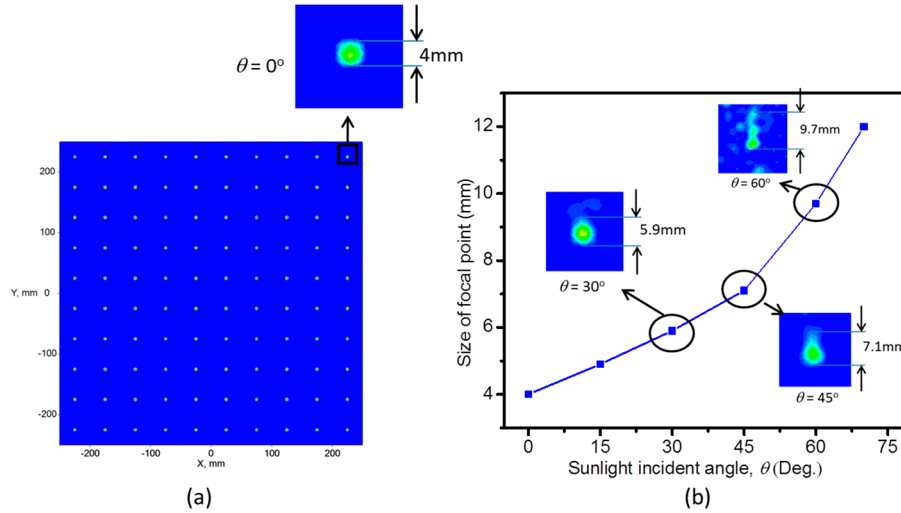 θ = 0°
4mm
200
100
Y, mm 0
-100
-200
-200 -100 0 100 200
X, mm
(a)
Size of focal point (mm)
12
10
8
6
4
9.7mm
θ = 60°
5.9mm
θ = 30°
7.1mm
θ = 45°
0 15 30 45 60 75
Sunlight incident angle, θ (Deg.)
(b)